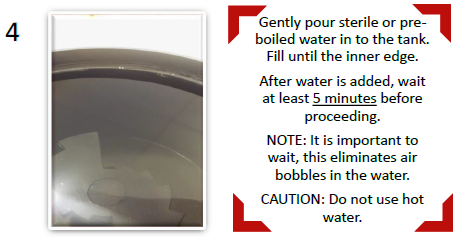 4
Gently pour sterile or pre-
boiled water in to the tank.
Fill until the inner edge.
After water is added, wait
at least 5 minutes before
proceeding.
NOTE: It is important to
wait, this eliminates air
bobbles in the water.
CAUTION: Do not use hot
water.